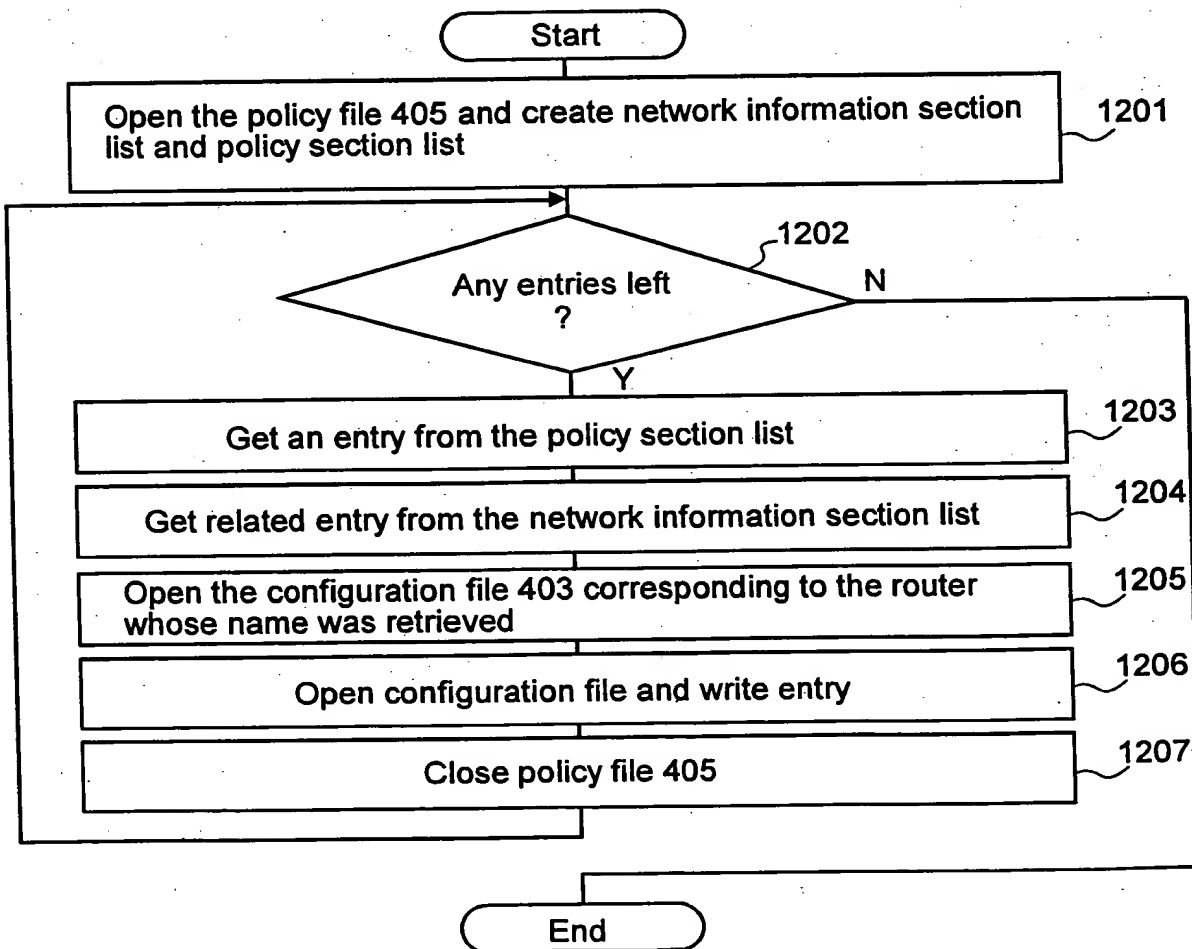 Start
Open the policy file 405 and create network information section
list and policy section list
1201
1202
Any entries left
?
N
Y
Get an entry from the policy section list
1203
Get related entry from the network information section list
1204
Open the configuration file 403 corresponding to the router
whose name was retrieved
1205
Open configuration file and write entry
1206
Close policy file 405
1207
End